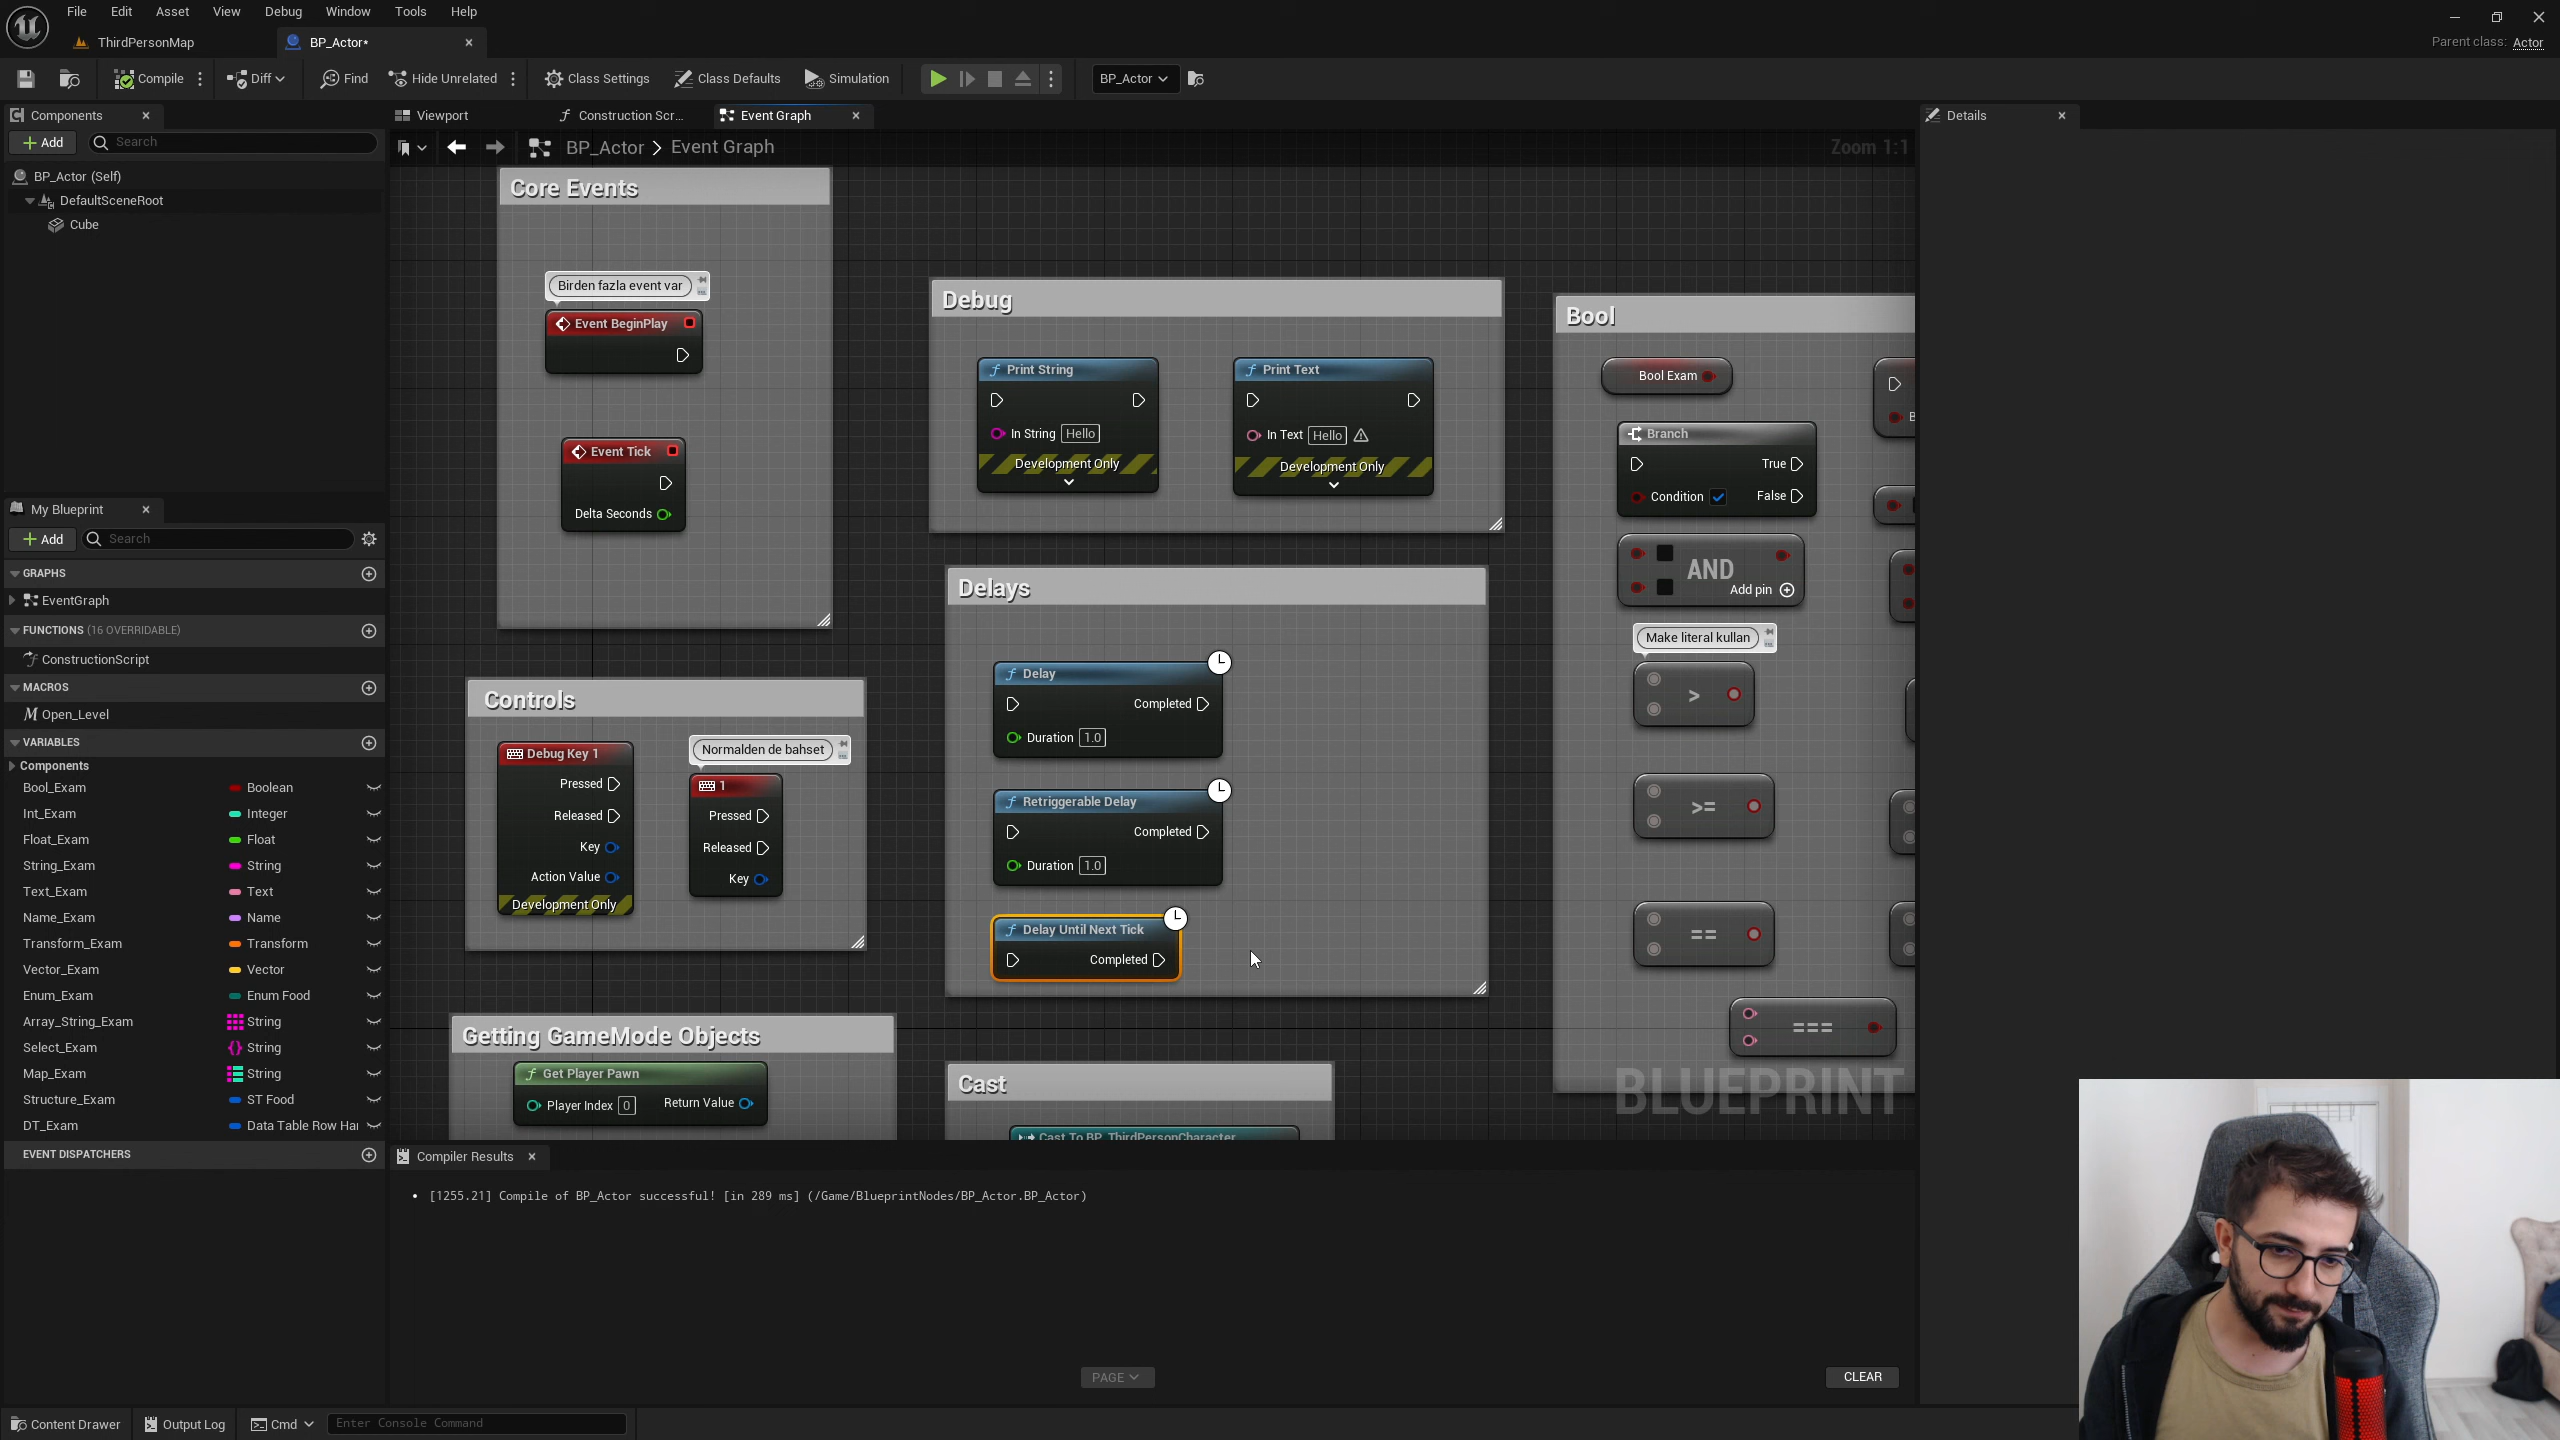 File Edit Asset View Debug Window Tools Help
ThirdPersonMap
BP_Actor*
Parent class: Actor
Compile
Diff
Find
Hide Unrelated
Class Settings
Class Defaults
Simulation
BP_Actor
Components
Add
Search
BP_Actor (Self)
DefaultSceneRoot
Cube
My Blueprint
Add
Search
GRAPHS
EventGraph
FUNCTIONS (16 OVERRIDABLE)
ConstructionScript
MACROS
Open_Level
VARIABLES
Components
Bool_Exam Boolean
Int_Exam Integer
Float_Exam Float
String_Exam String
Text_Exam Text
Name_Exam Name
Transform_Exam Transform
Vector_Exam Vector
Enum_Exam Enum Food
Array_String_Exam String
Select_Exam String
Map_Exam String
Structure_Exam ST Food
DT_Exam Data Table Row Ha
EVENT DISPATCHERS
Viewport
Construction Scr...
Event Graph
BP_Actor > Event Graph
Zoom 1:1
Core Events
Birden fazla event var
Event BeginPlay
Event Tick
Delta Seconds
Controls
Debug Key 1
Pressed
Released
Key
Action Value
Development Only
Normalden de bahset
1
Pressed
Released
Key
Getting GameMode Objects
Get Player Pawn
Player Index 0
Return Value
Debug
Print String
In String Hello
Development Only
Print Text
In Text Hello
Development Only
Delays
Delay
Completed
Duration 1.0
Retriggerable Delay
Completed
Duration 1.0
Delay Until Next Tick
Completed
Cast
Cast To BP_ThirdPersonCharacter
Bool
Bool Exam
B
Branch
True
Condition
False
AND
Add pin
Make literal kullan
>
>=
==
===
BLUEPRINT
Details
Compiler Results
[1255.21] Compile of BP_Actor successful! [in 289 ms] (/Game/BlueprintNodes/BP_Actor.BP_Actor)
PAGE
CLEAR
Content Drawer
Output Log
Cmd
Enter Console Command